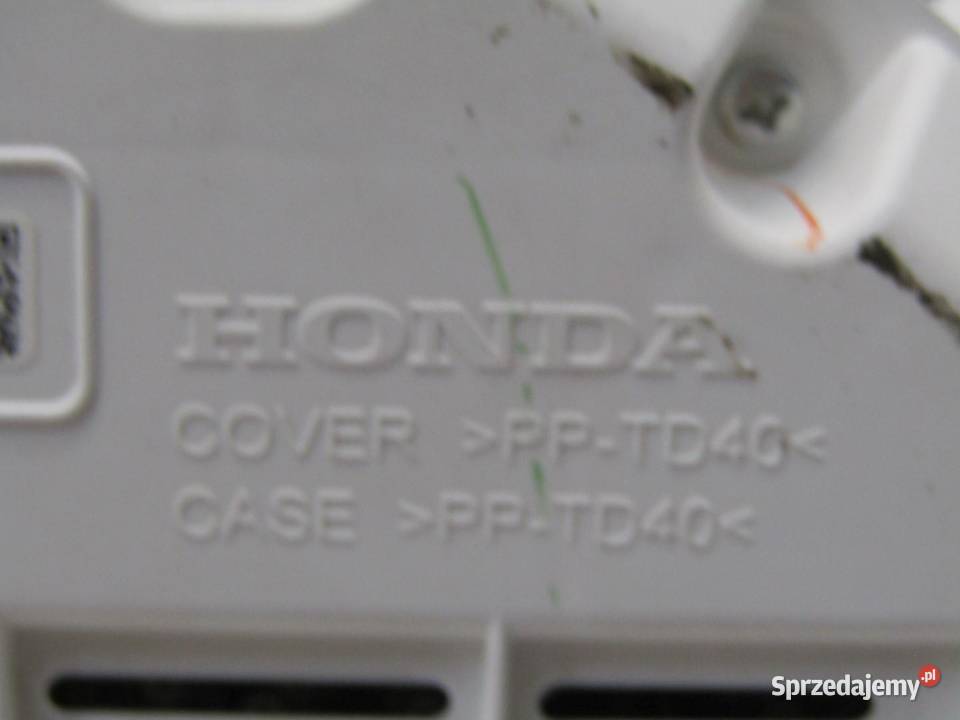 HONDA
COVER >PP-TD40<
CASE >PP-TD40<
Sprzedajemy.pl